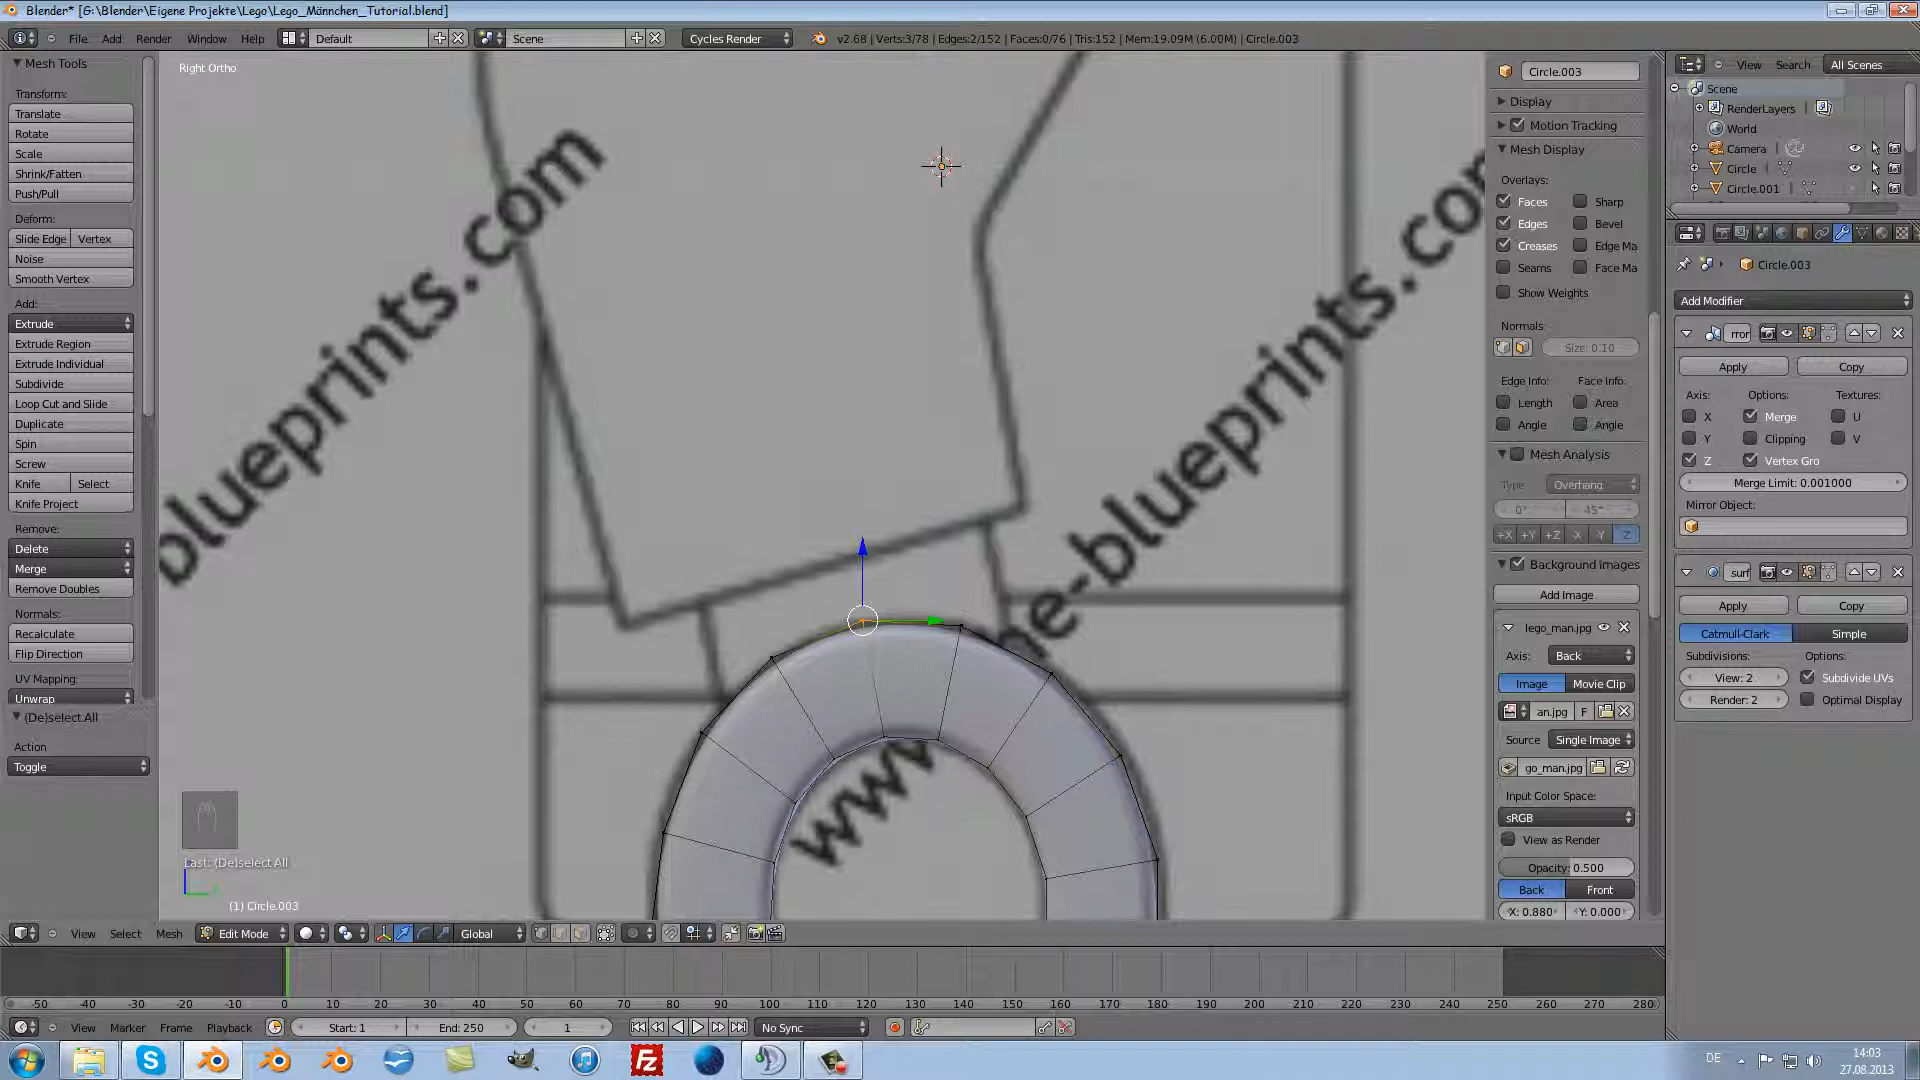 Blender* [G:\Blender\Eigene Projekte\Lego\Lego_Männchen_Tutorial.blend]
File Add Render Window Help Default Scene Cycles Render v2.68 | Verts:3/78 | Edges:2/152 | Faces:0/76 | Tris:152 | Mem:19.09M (6.00M) | Circle.003
Mesh Tools
Transform:
Translate
Rotate
Scale
Shrink/Fatten
Push/Pull
Deform:
Slide Edge Vertex
Noise
Smooth Vertex
Add:
Extrude
Extrude Region
Extrude Individual
Subdivide
Loop Cut and Slide
Duplicate
Spin
Screw
Knife Select
Knife Project
Remove:
Delete
Merge
Remove Doubles
Normals:
Recalculate
Flip Direction
UV Mapping:
Unwrap
(De)select All
Action
Toggle
Right Ortho
blueprints.com
www
ne-blueprints.co
Last: (De)select All
(1) Circle.003
Circle.003
Display
Motion Tracking
Mesh Display
Overlays:
Faces Sharp
Edges Bevel
Creases Edge Ma
Seams Face Ma
Show Weights
Normals:
Size: 0.10
Edge Info: Face Info:
Length Area
Angle Angle
Mesh Analysis
Type Overhang
0° 45°
+X +Y +Z -X -Y Z
Background Images
Add Image
lego_man.jpg
Axis: Back
Image Movie Clip
an.jpg F
Source Single Image
go_man.jpg
Input Color Space:
sRGB
View as Render
Opacity: 0.500
Back Front
X: 0.880 Y: 0.000
View Search All Scenes
Scene
RenderLayers
World
Camera
Circle
Circle.001
Circle.003
Add Modifier
rror
Apply Copy
Axis: Options: Textures:
X Merge U
Y Clipping V
Z Vertex Gro
Merge Limit: 0.001000
Mirror Object:
surf
Apply Copy
Catmull-Clark Simple
Subdivisions: Options:
View: 2 Subdivide UVs
Render: 2 Optimal Display
View Select Mesh Edit Mode Global
-50 -40 -30 -20 -10 0 10 20 30 40 50 60 70 80 90 100 110 120 130 140 150 160 170 180 190 200 210 220 230 240 250 260 270 280
View Marker Frame Playback Start: 1 End: 250 1 No Sync
DE 14:03
27.08.2013